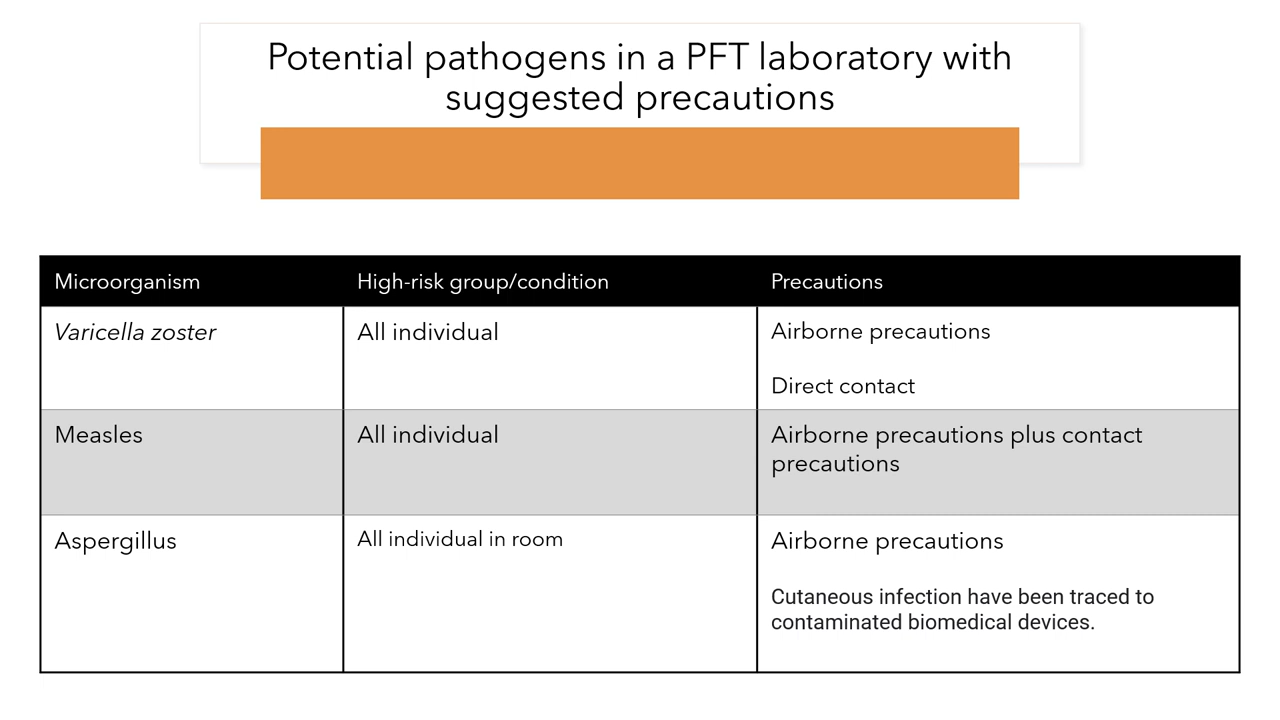 Potential pathogens in a PFT laboratory with
suggested precautions
Microorganism
High-risk group/condition
Precautions
Varicella zoster
All individual
Airborne precautions
Direct contact
Measles
All individual
Airborne precautions plus contact
precautions
Aspergillus
All individual in room
Airborne precautions
Cutaneous infection have been traced to
contaminated biomedical devices.